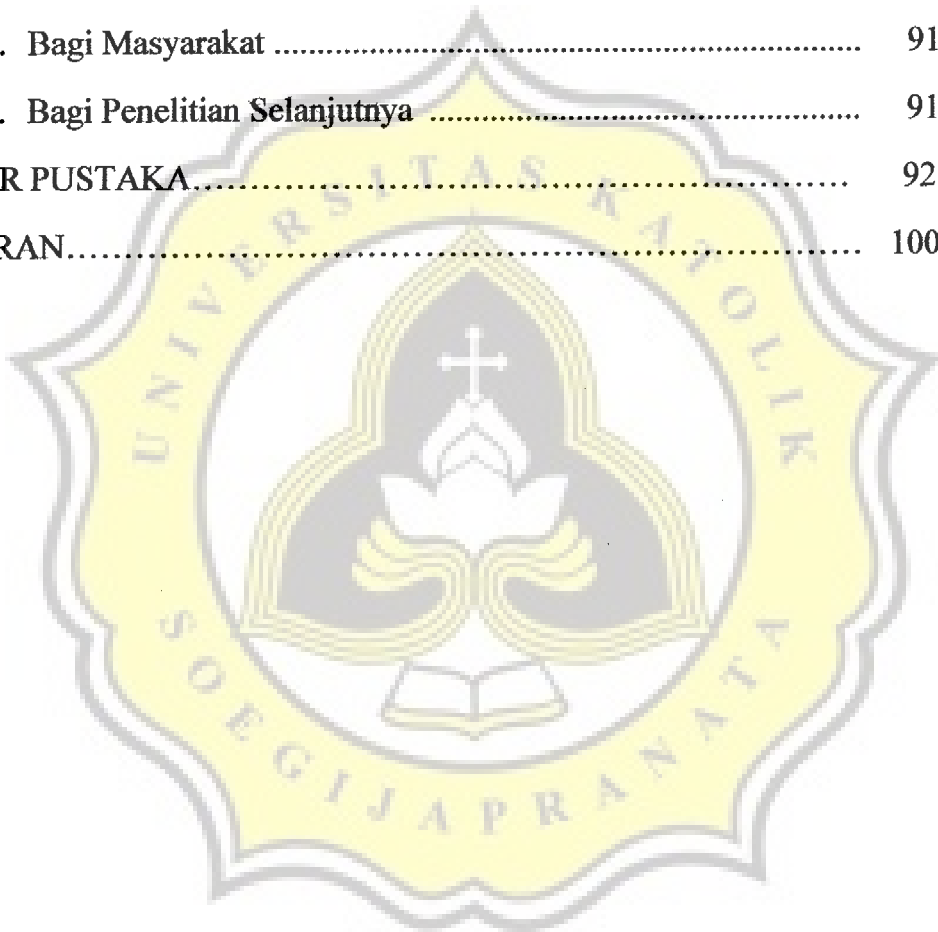 . Bagi Masyarakat ........................................................................ 91
. Bagi Penelitian Selanjutnya ..................................................... 91
R PUSTAKA.............................................................. 92
RAN........................................................................... 100
UNIVERSITAS KATOLIK
SOEGIJAPRANATA